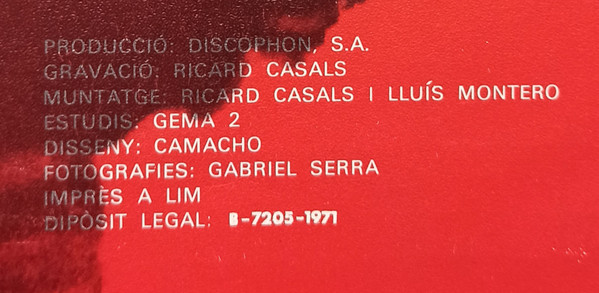 PRODUCCIÓ: DISCOPHON, S.A.
GRAVACIÓ: RICARD CASALS
MUNTATGE: RICARD CASALS I LLUÍS MONTERO
ESTUDIS: GEMA 2
DISSENY: CAMACHO
FOTOGRAFIES: GABRIEL SERRA
IMPRÈS A LIM
DIPÒSIT LEGAL: B-7205-1971